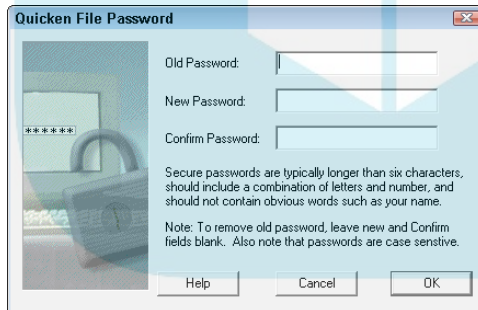 Quicken File Password
Old Password:
New Password:
******
Confirm Password:
Secure passwords are typically longer than six characters,
should include a combination of letters and number, and
should not contain obvious words such as your name.
Note: To remove old password, leave new and Confirm
fields blank. Also note that passwords are case senstive.
Help
Cancel
OK